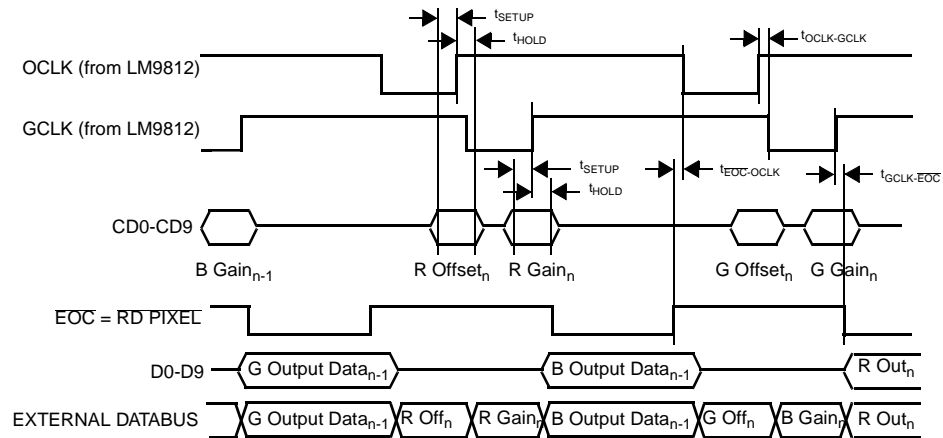 tSETUP
tHOLD
tOCLK-GCLK
OCLK (from LM9812)
GCLK (from LM9812)
tSETUP
tEOC-OCLK
tGCLK-EOC
tHOLD
CD0-CD9
B Gainn-1 R Offsetn R Gainn G Offsetn G Gainn
EOC = RD PIXEL
D0-D9 G Output Datan-1 B Output Datan-1 R Outn
EXTERNAL DATABUS G Output Datan-1 R Offn R Gainn B Output Datan-1 G Offn B Gainn R Outn